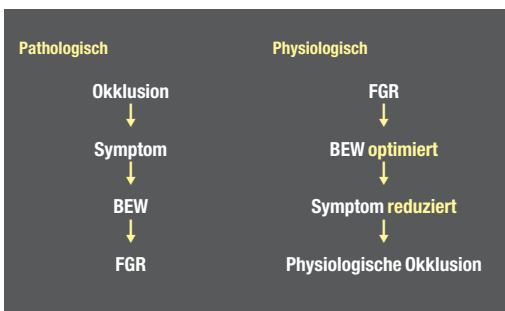 Pathologisch
Okklusion
Symptom
BEW
FGR
Physiologisch
FGR
BEW optimiert
Symptom reduziert
Physiologische Okklusion